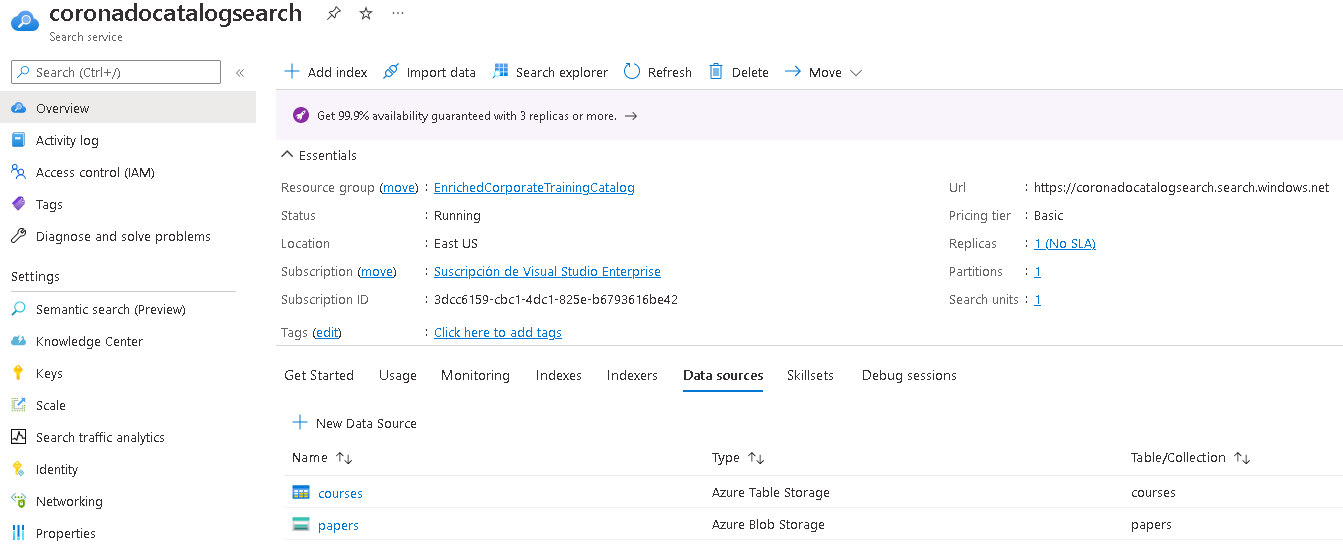 coronadocatalogsearch
Search service
Search (Ctrl+/)
Overview
Activity log
Access control (IAM)
Tags
Diagnose and solve problems
Settings
Semantic search (Preview)
Knowledge Center
Keys
Scale
Search traffic analytics
Identity
Networking
Properties
Add index Import data Search explorer Refresh Delete Move
Get 99.9% availability guaranteed with 3 replicas or more. →
Essentials
Resource group (move) : EnrichedCorporateTrainingCatalog
Status : Running
Location : East US
Subscription (move) : Suscripción de Visual Studio Enterprise
Subscription ID : 3dcc6159-cbc1-4dc1-825e-b6793616be42
Tags (edit) : Click here to add tags
Url : https://coronadocatalogsearch.search.windows.net
Pricing tier : Basic
Replicas : 1 (No SLA)
Partitions : 1
Search units : 1
Get Started Usage Monitoring Indexes Indexers Data sources Skillsets Debug sessions
New Data Source
Name Type Table/Collection
courses Azure Table Storage courses
papers Azure Blob Storage papers